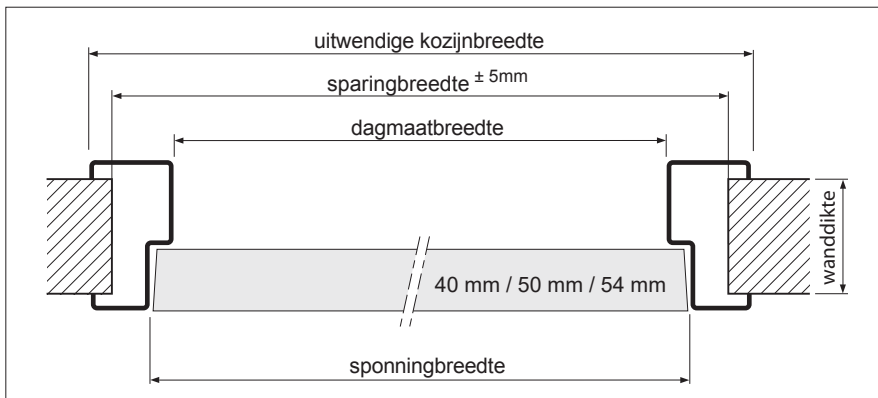 uitwendige kozijnbreedte
sparingbreedte ± 5mm
dagmaatbreedte
wanddikte
40 mm / 50 mm / 54 mm
sponningbreedte